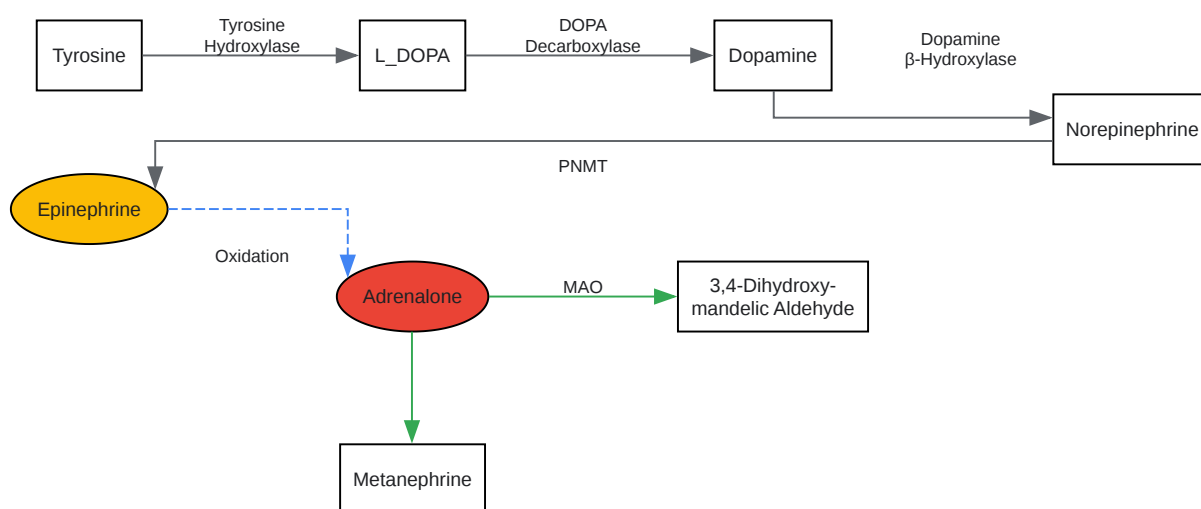 Tyrosine
Tyrosine
Hydroxylase
L_DOPA
DOPA
Decarboxylase
Dopamine
Dopamine
β-Hydroxylase
Norepinephrine
PNMT
Epinephrine
Oxidation
Adrenalone
MAO
3,4-Dihydroxy-
mandelic Aldehyde
Metanephrine